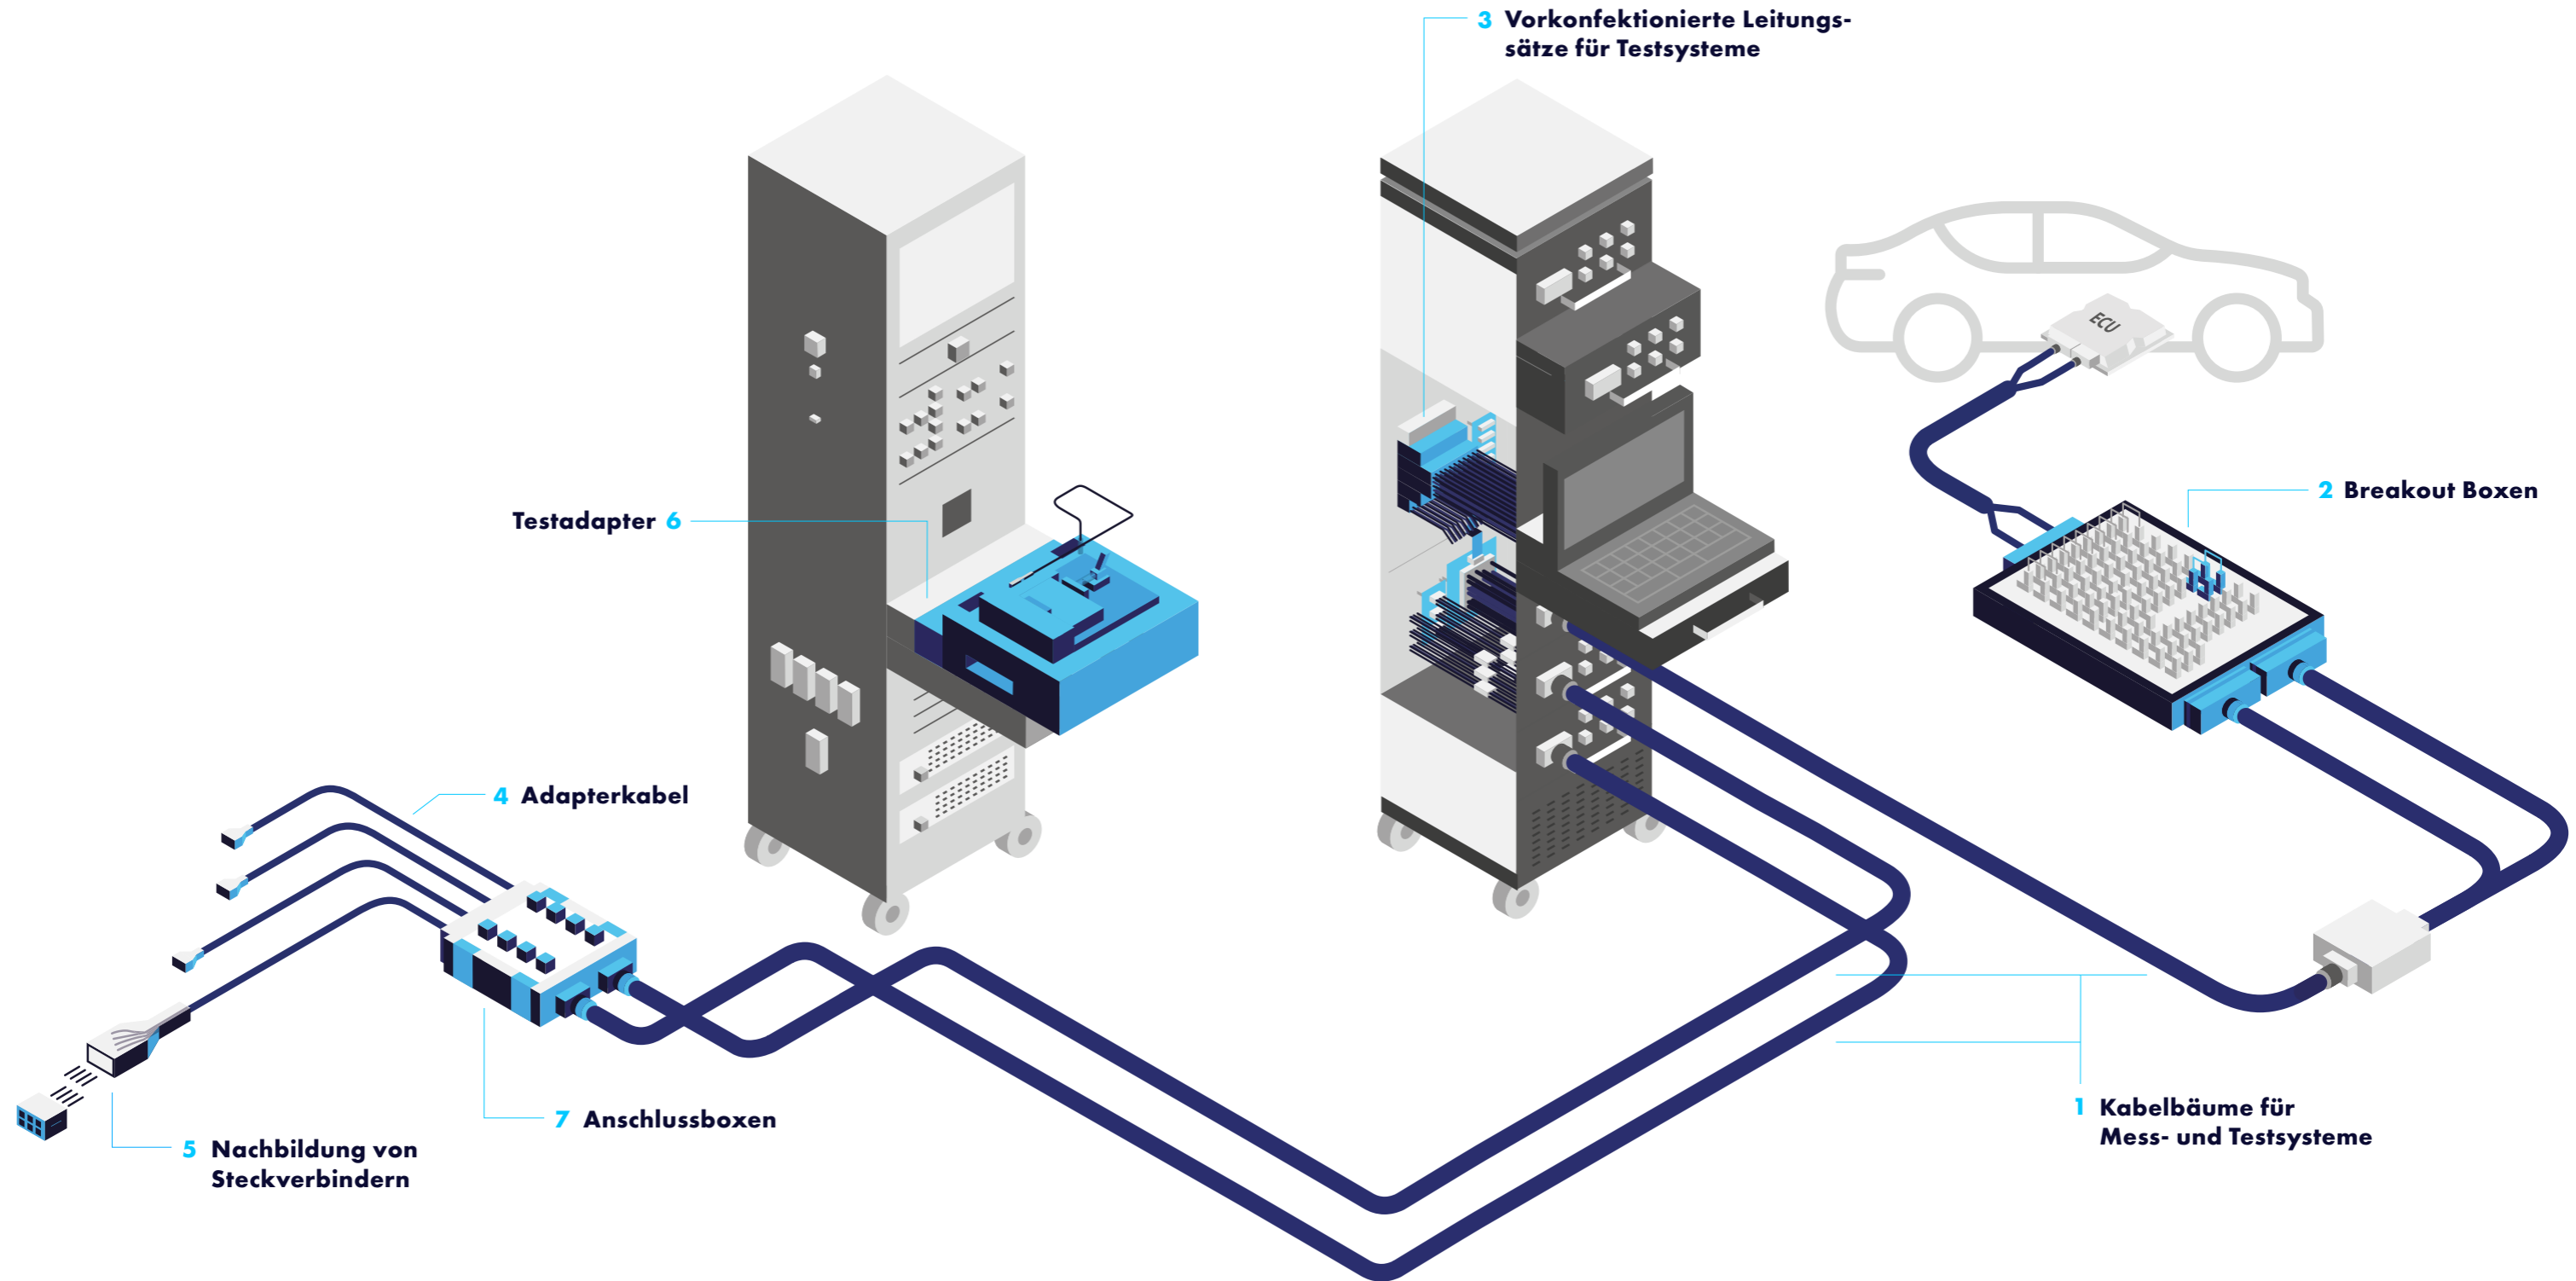 3 Vorkonfektionierte Leitungs-
sätze für Testsysteme
ECU
2 Breakout Boxen
Testadapter 6
4 Adapterkabel
1 Kabelbäume für
Mess- und Testsysteme
7 Anschlussboxen
5 Nachbildung von
Steckverbindern